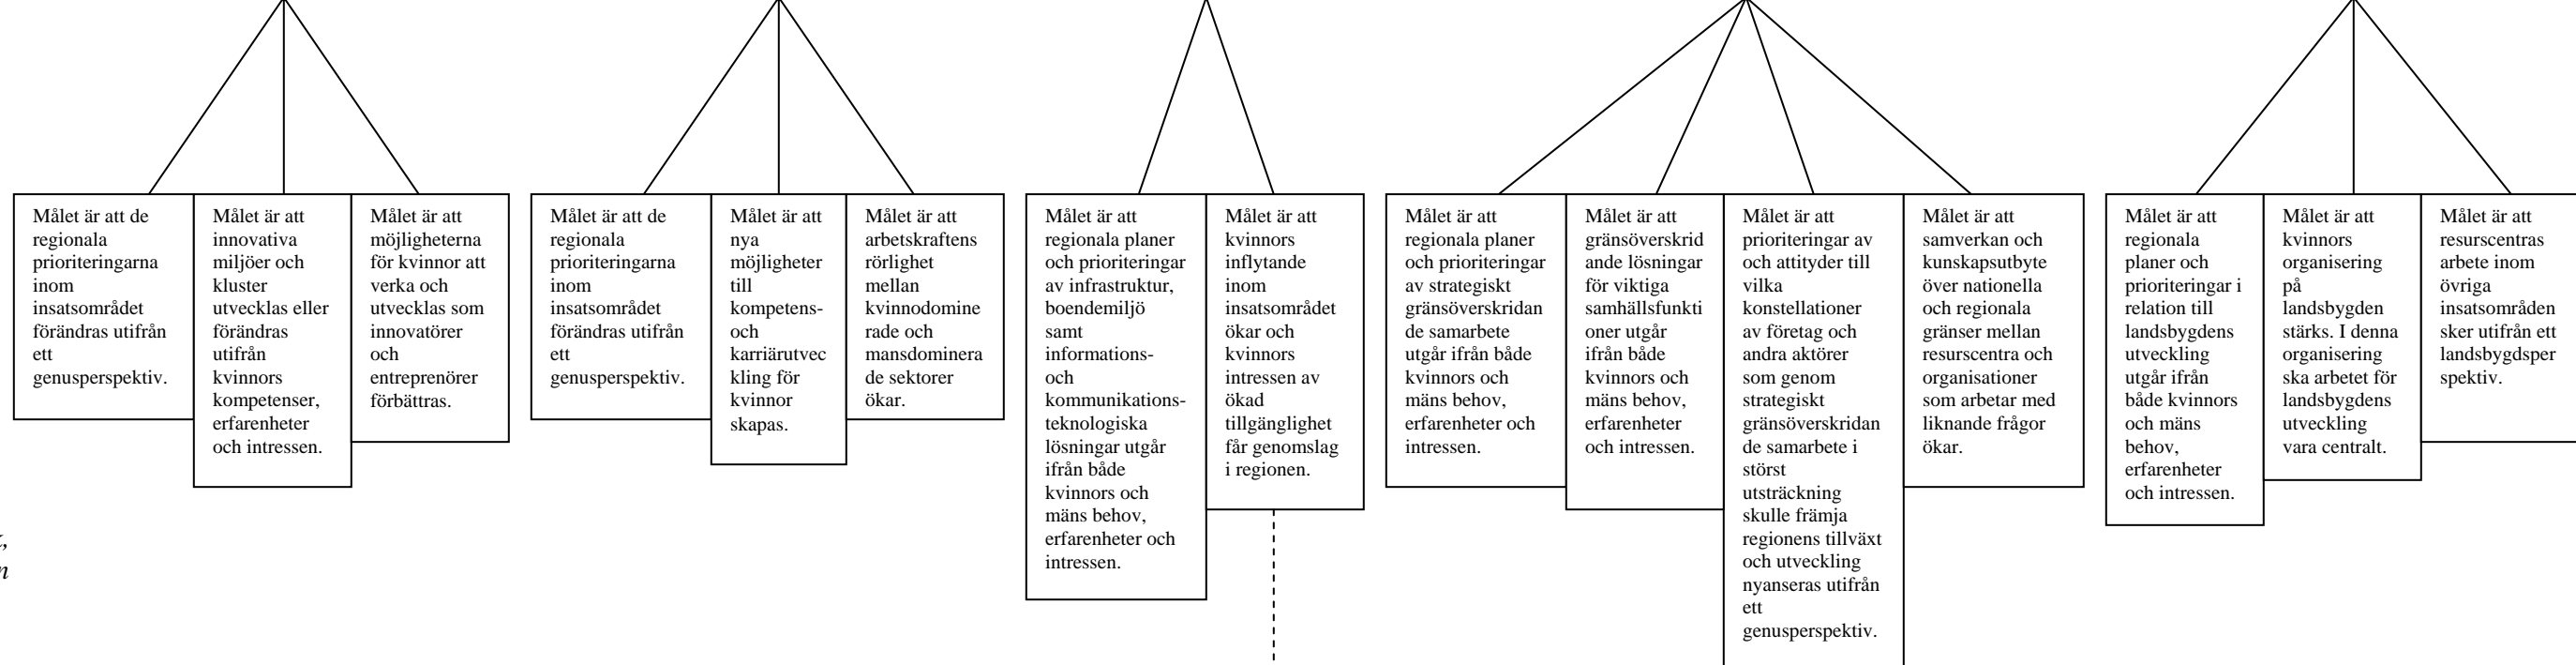 Målet är att de
regionala
prioriteringarna
inom
insatsområdet
förändras utifrån
ett
genusperspektiv.
Målet är att
innovativa
miljöer och
kluster
utvecklas eller
förändras
utifrån
kvinnors
kompetenser,
erfarenheter
och intressen.
Målet är att
möjligheterna
för kvinnor att
verka och
utvecklas som
innovatörer
och
entreprenörer
förbättras.
Målet är att de
regionala
prioriteringarna
inom
insatsområdet
förändras utifrån
ett
genusperspektiv.
Målet är att
nya
möjligheter
till
kompetens-
och
karriärutvec
kling för
kvinnor
skapas.
Målet är att
arbetskraftens
rörlighet
mellan
kvinnodomine
rade och
mansdominera
de sektorer
ökar.
Målet är att
regionala planer
och prioriteringar
av infrastruktur,
boendemiljö
samt
informations-
och
kommunikations-
teknologiska
lösningar utgår
ifrån både
kvinnors och
mäns behov,
erfarenheter och
intressen.
Målet är att
kvinnors
inflytande
inom
insatsområdet
ökar och
kvinnors
intressen av
ökad
tillgänglighet
får genomslag
i regionen.
Målet är att
regionala planer
och prioriteringar
av strategiskt
gränsöverskridan
de samarbete
utgår ifrån både
kvinnors och
mäns behov,
erfarenheter och
intressen.
Målet är att
gränsöverskrid
ande lösningar
för viktiga
samhällsfunkti
oner utgår
ifrån både
kvinnors och
mäns behov,
erfarenheter
och intressen.
Målet är att
prioriteringar av
och attityder till
vilka
konstellationer
av företag och
andra aktörer
som genom
strategiskt
gränsöverskridan
de samarbete i
störst
utsträckning
skulle främja
regionens tillväxt
och utveckling
nyanseras utifrån
ett
genusperspektiv.
Målet är att
samverkan och
kunskapsutbyte
över nationella
och regionala
gränser mellan
resurscentra och
organisationer
som arbetar med
liknande frågor
ökar.
Målet är att
regionala
planer och
prioriteringar i
relation till
landsbygdens
utveckling
utgår ifrån
både kvinnors
och mäns
behov,
erfarenheter
och intressen.
Målet är att
kvinnors
organisering
på
landsbygden
stärks. I denna
organisering
ska arbetet för
landsbygdens
utveckling
vara centralt.
Målet är att
resurscentras
arbete inom
övriga
insatsområden
sker utifrån ett
landsbygdsper
spektiv.